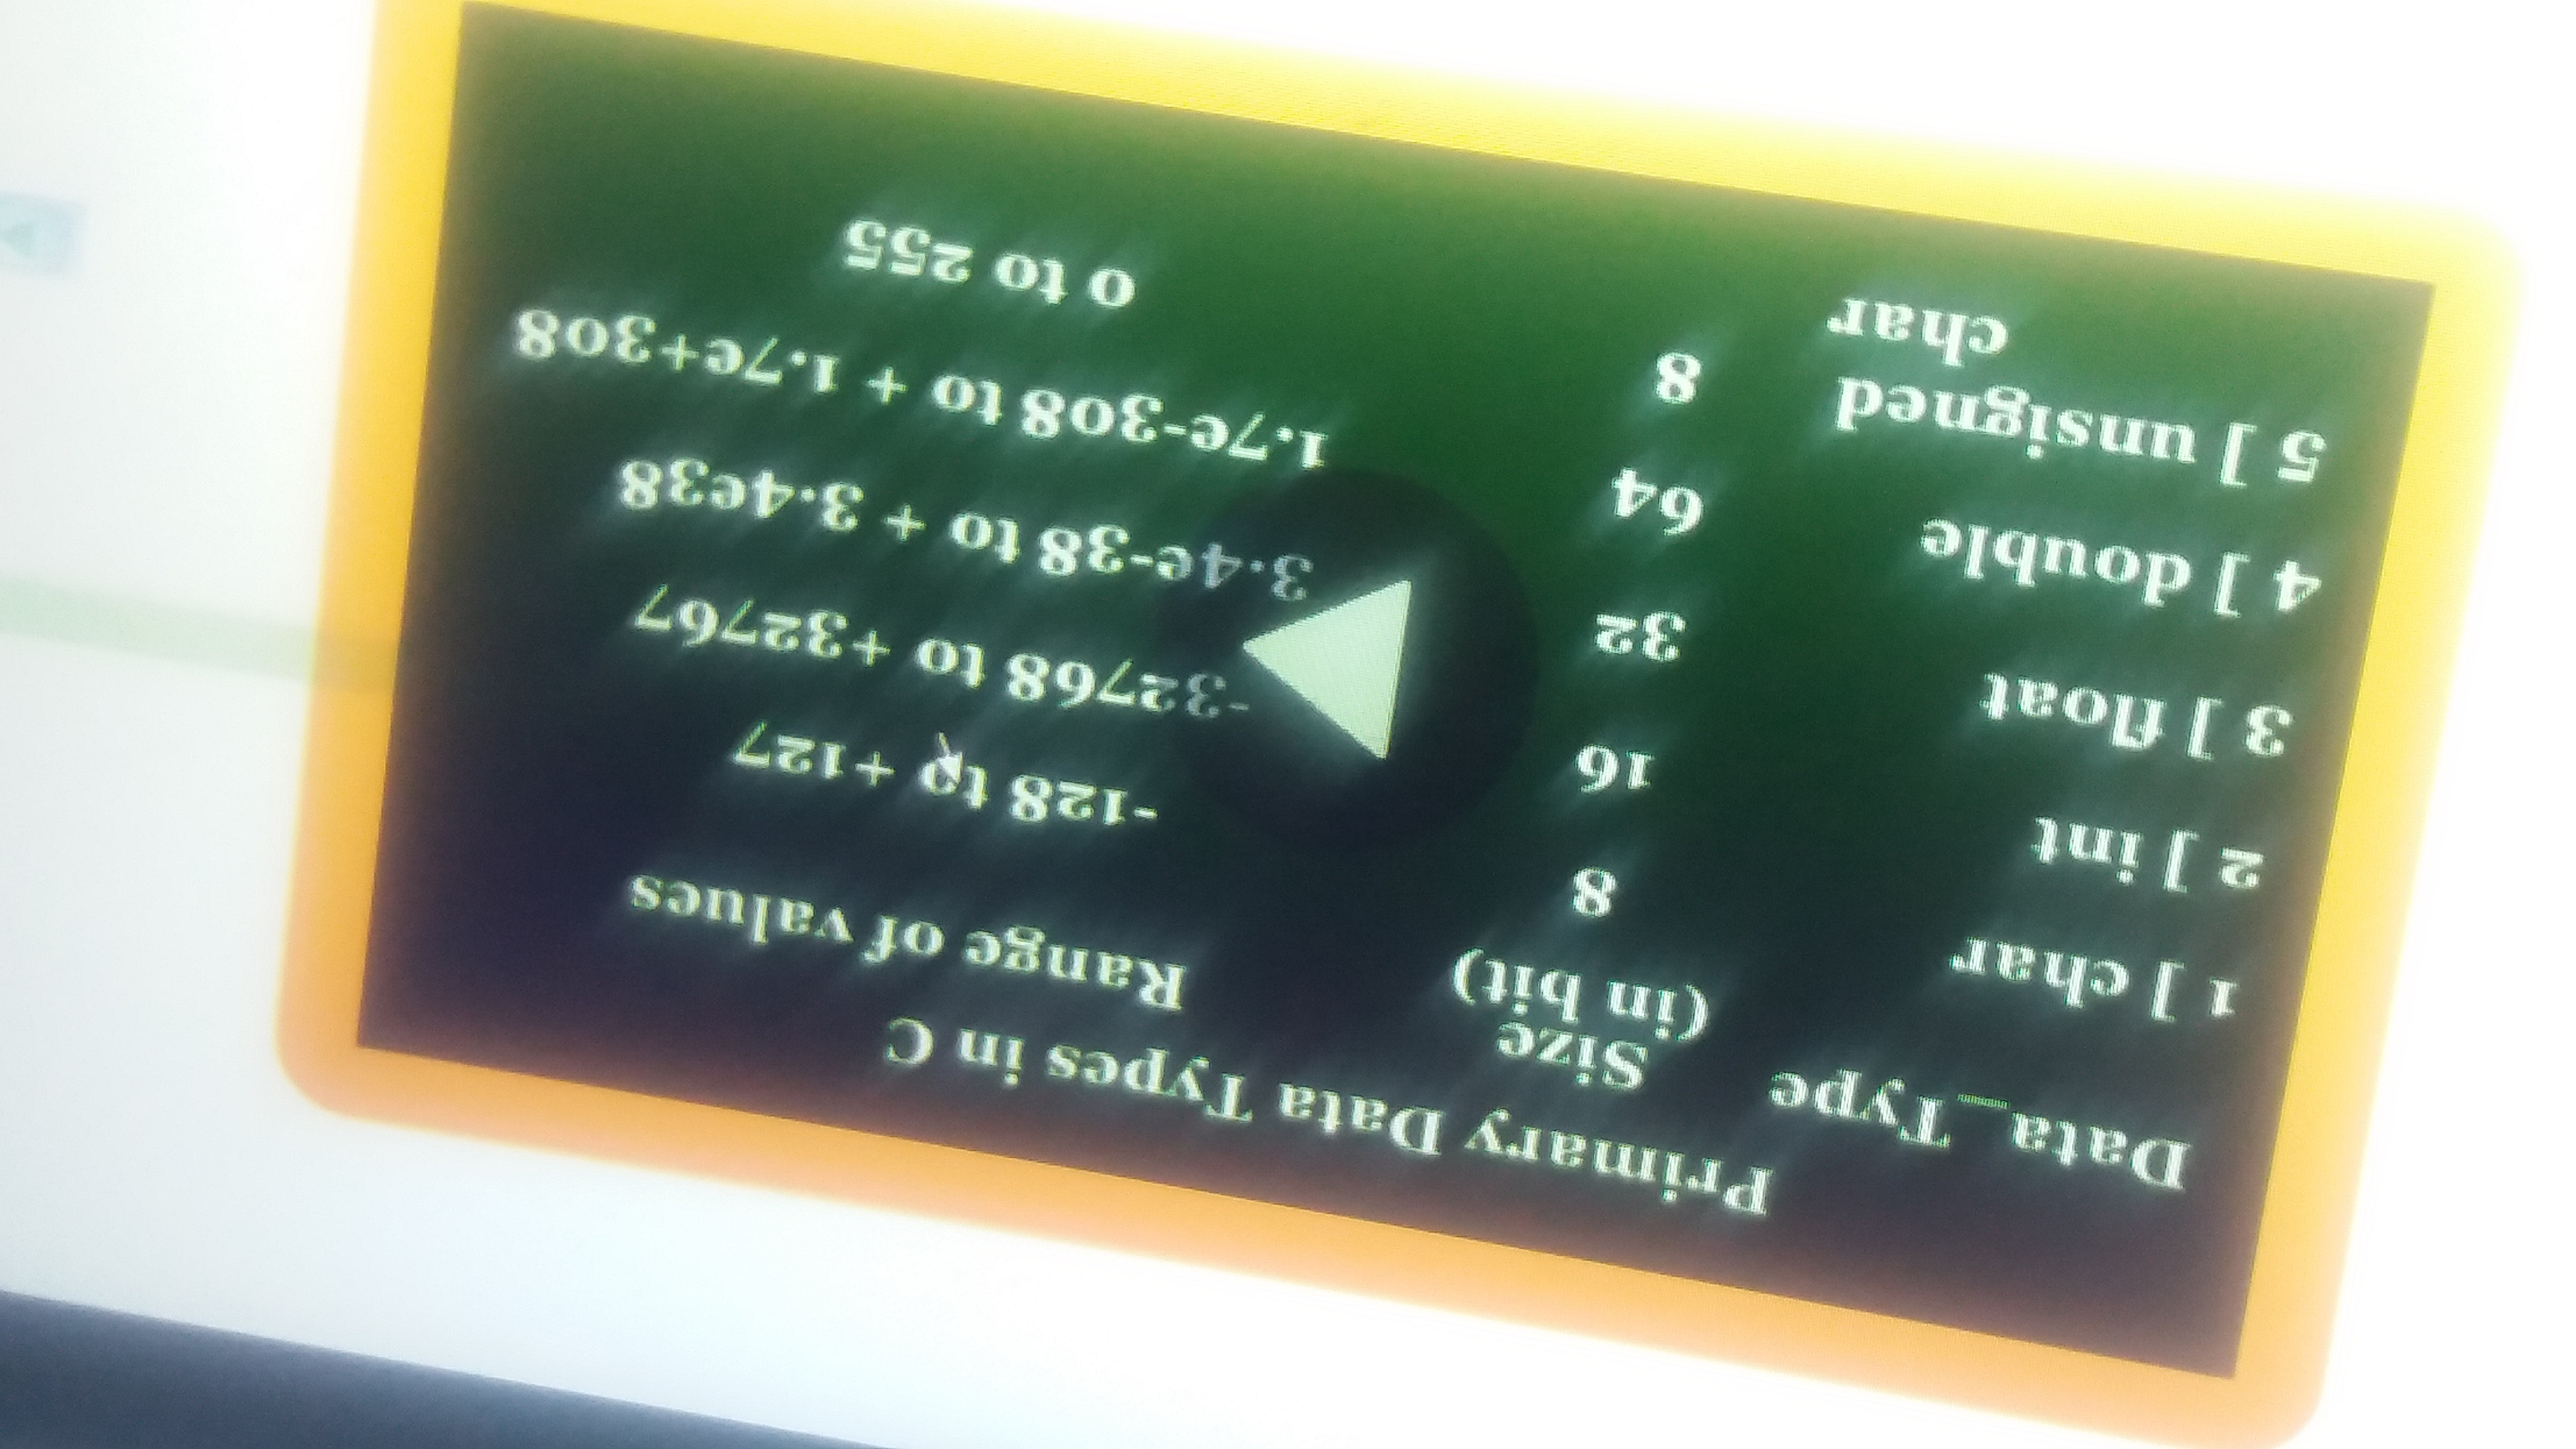 Primary Data Types in C
Data_Type Size (in bit) Range of values
1 ] char 8 -128 to +127
2 ] int 16 -32768 to +32767
3 ] float 32 3.4e-38 to + 3.4e38
4 ] double 64 1.7e-308 to + 1.7e+308
5 ] unsigned char 8 0 to 255